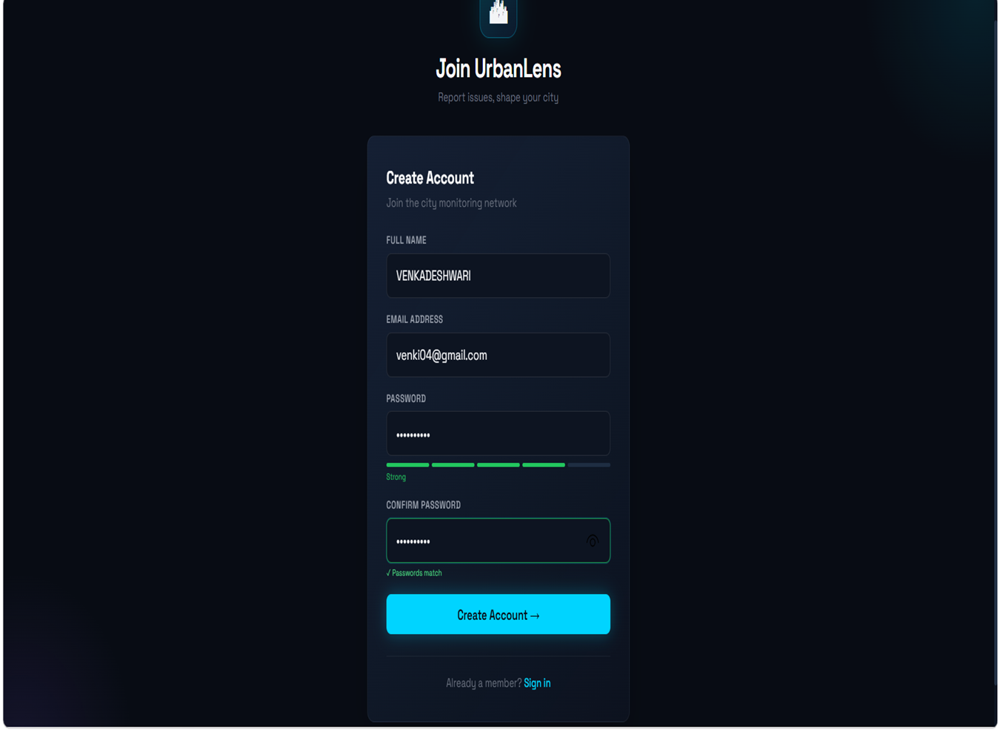 Join UrbanLens
Report issues, shape your city
Create Account
Join the city monitoring network
FULL NAME
VENKADESHWARI
EMAIL ADDRESS
venki04@gmail.com
PASSWORD
••••••••••
Strong
CONFIRM PASSWORD
••••••••••
✓ Passwords match
Create Account →
Already a member? Sign in